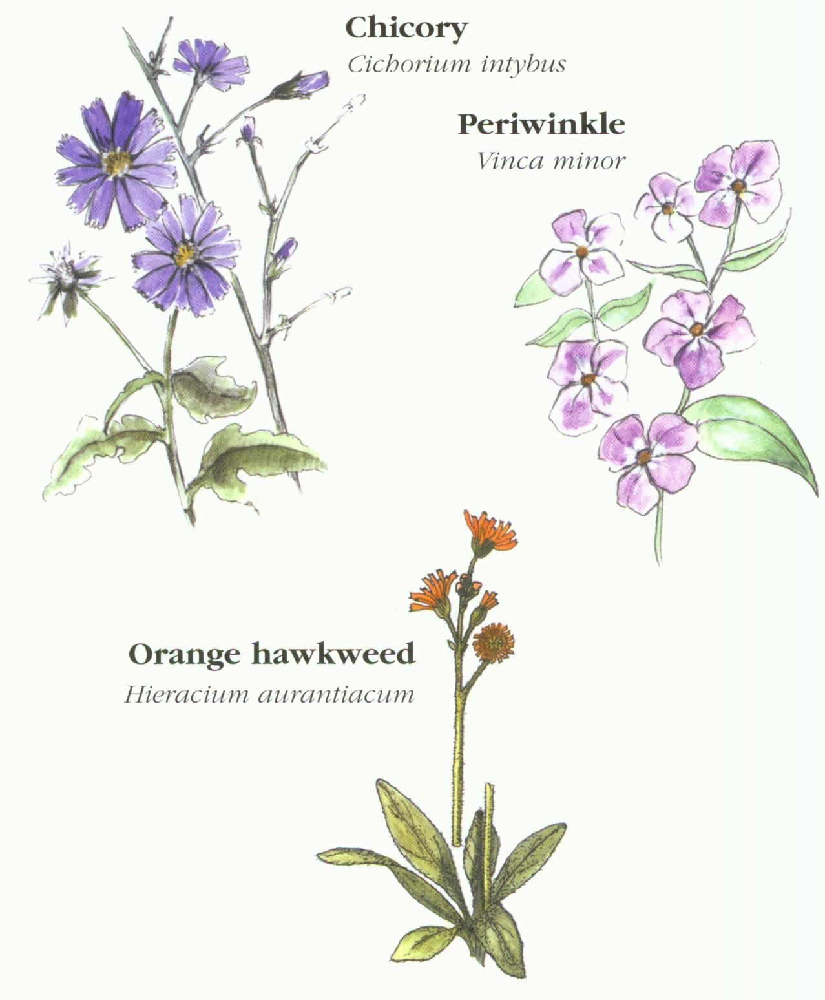 Chicory
Cichorium intybus
Periwinkle
Vinca minor
Orange hawkweed
Hieracium aurantiacum